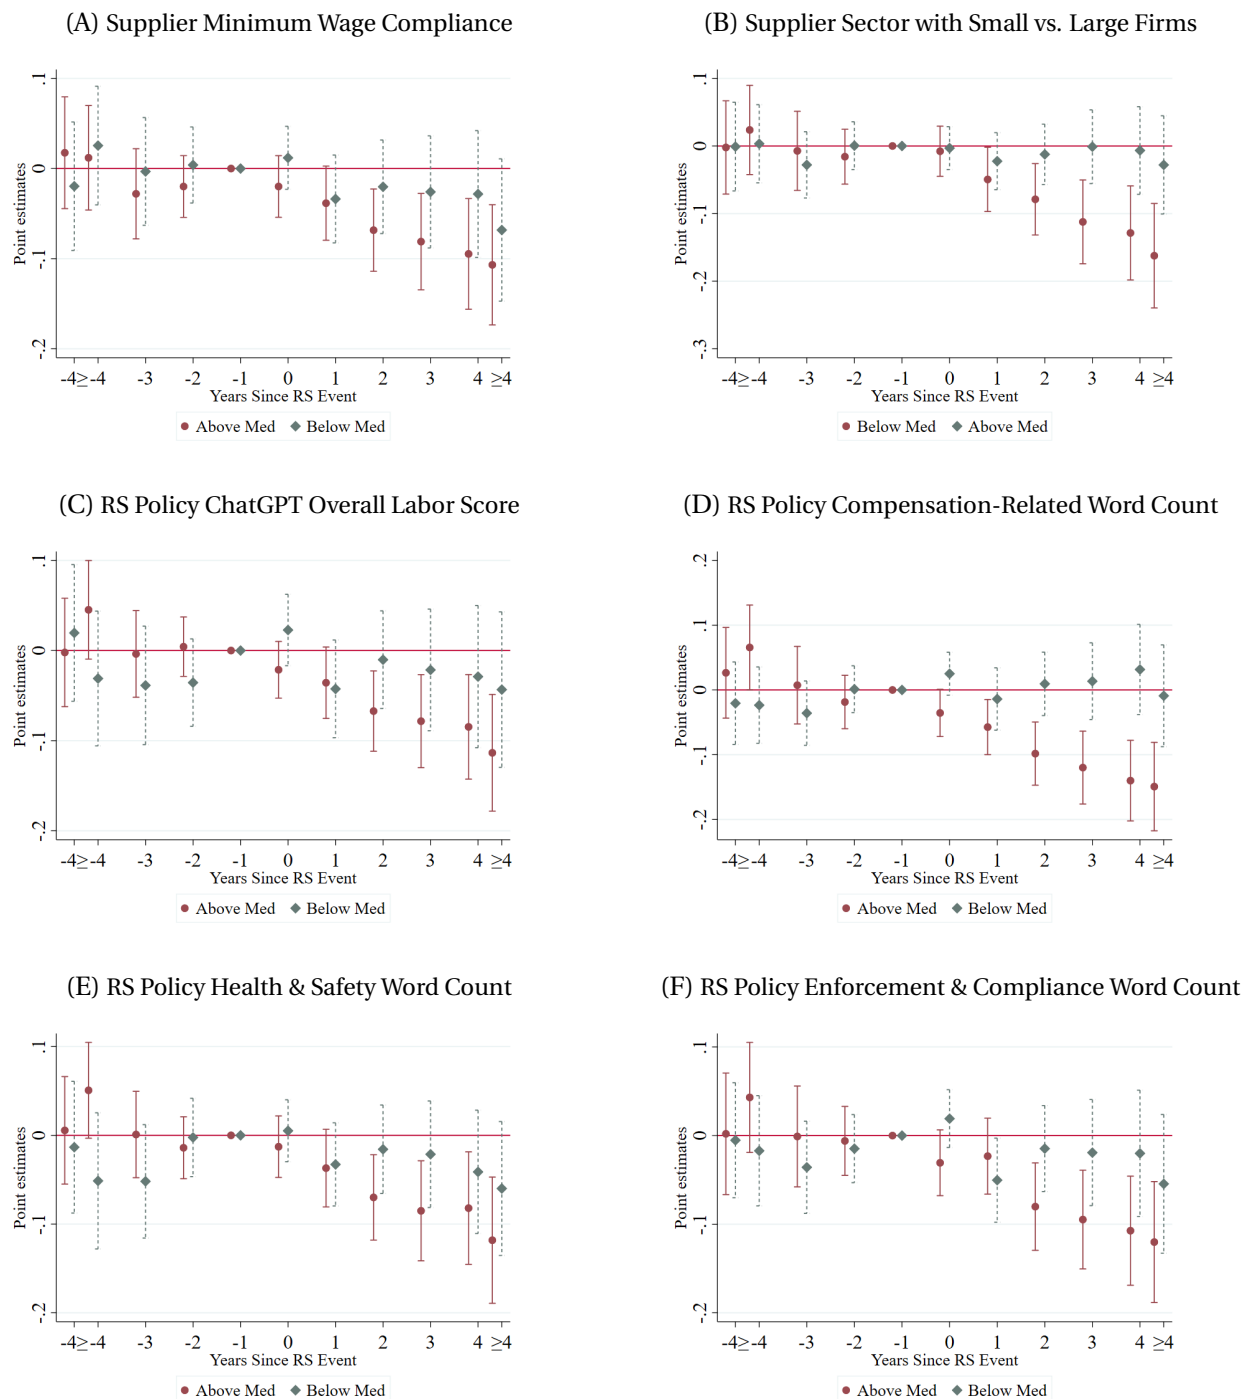 (A) Supplier Minimum Wage Compliance
.1
0
-.1
-.2
Point estimates
-4≥ -4 -3 -2 -1 0 1 2 3 4 ≥4
Years Since RS Event
Above Med Below Med
(B) Supplier Sector with Small vs. Large Firms
.1
0
-.1
-.2
-.3
Point estimates
-4≥ -4 -3 -2 -1 0 1 2 3 4 ≥4
Years Since RS Event
Below Med Above Med
(C) RS Policy ChatGPT Overall Labor Score
.1
0
-.1
-.2
Point estimates
-4≥ -4 -3 -2 -1 0 1 2 3 4 ≥4
Years Since RS Event
Above Med Below Med
(D) RS Policy Compensation-Related Word Count
.2
.1
0
-.1
-.2
Point estimates
-4≥ -4 -3 -2 -1 0 1 2 3 4 ≥4
Years Since RS Event
Above Med Below Med
(E) RS Policy Health & Safety Word Count
.1
0
-.1
-.2
Point estimates
-4≥ -4 -3 -2 -1 0 1 2 3 4 ≥4
Years Since RS Event
Above Med Below Med
(F) RS Policy Enforcement & Compliance Word Count
.1
0
-.1
-.2
Point estimates
-4≥ -4 -3 -2 -1 0 1 2 3 4 ≥4
Years Since RS Event
Above Med Below Med